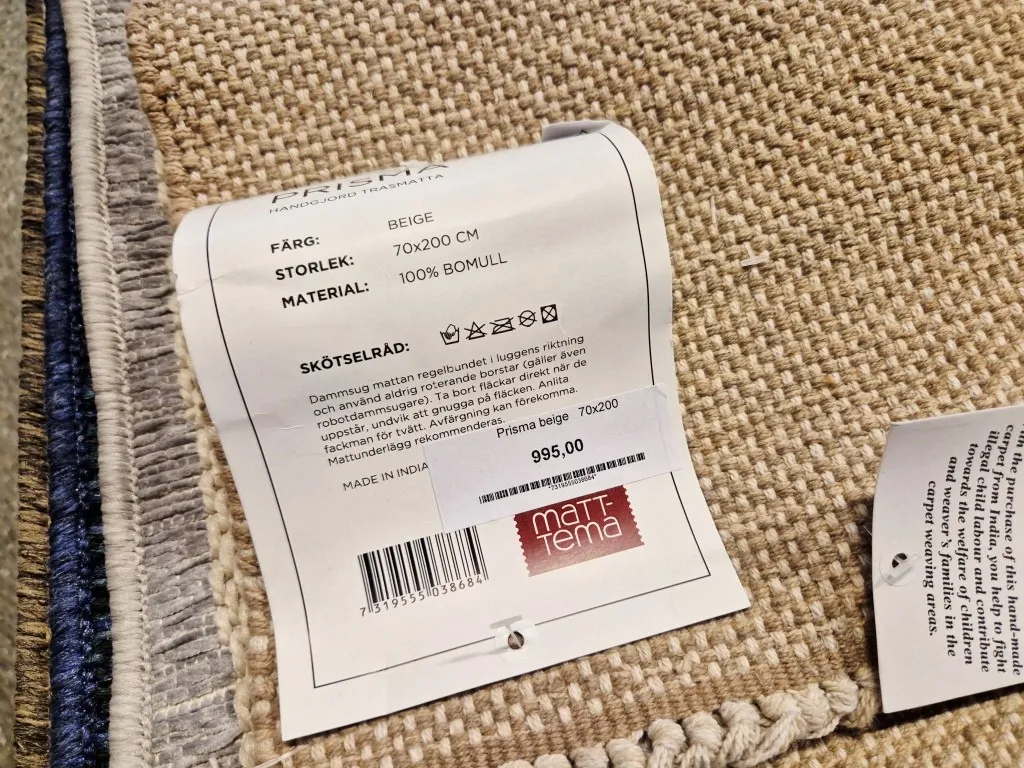 PRISMA
HANDGJORD TRASMATTA
FÄRG: BEIGE
STORLEK: 70x200 CM
MATERIAL: 100% BOMULL
SKÖTSELRÅD:
Dammsug mattan regelbundet i luggens riktning
och använd aldrig roterande borstar (gäller även
robotdammsugare). Ta bort fläckar direkt när de
uppstår, undvik att gnugga på fläcken. Anlita
fackman för tvätt. Avfärgning kan förekomma.
Mattunderlägg rekommenderas.
MADE IN INDIA
Prisma beige 70x200
995,00
*7319555038684*
MATT-
TEMA
7 319555 038684
the purchase of this hand-made
carpet from India, you help to fight
illegal child labour and contribute
towards the welfare of children
and weaver's families in the
carpet weaving areas.